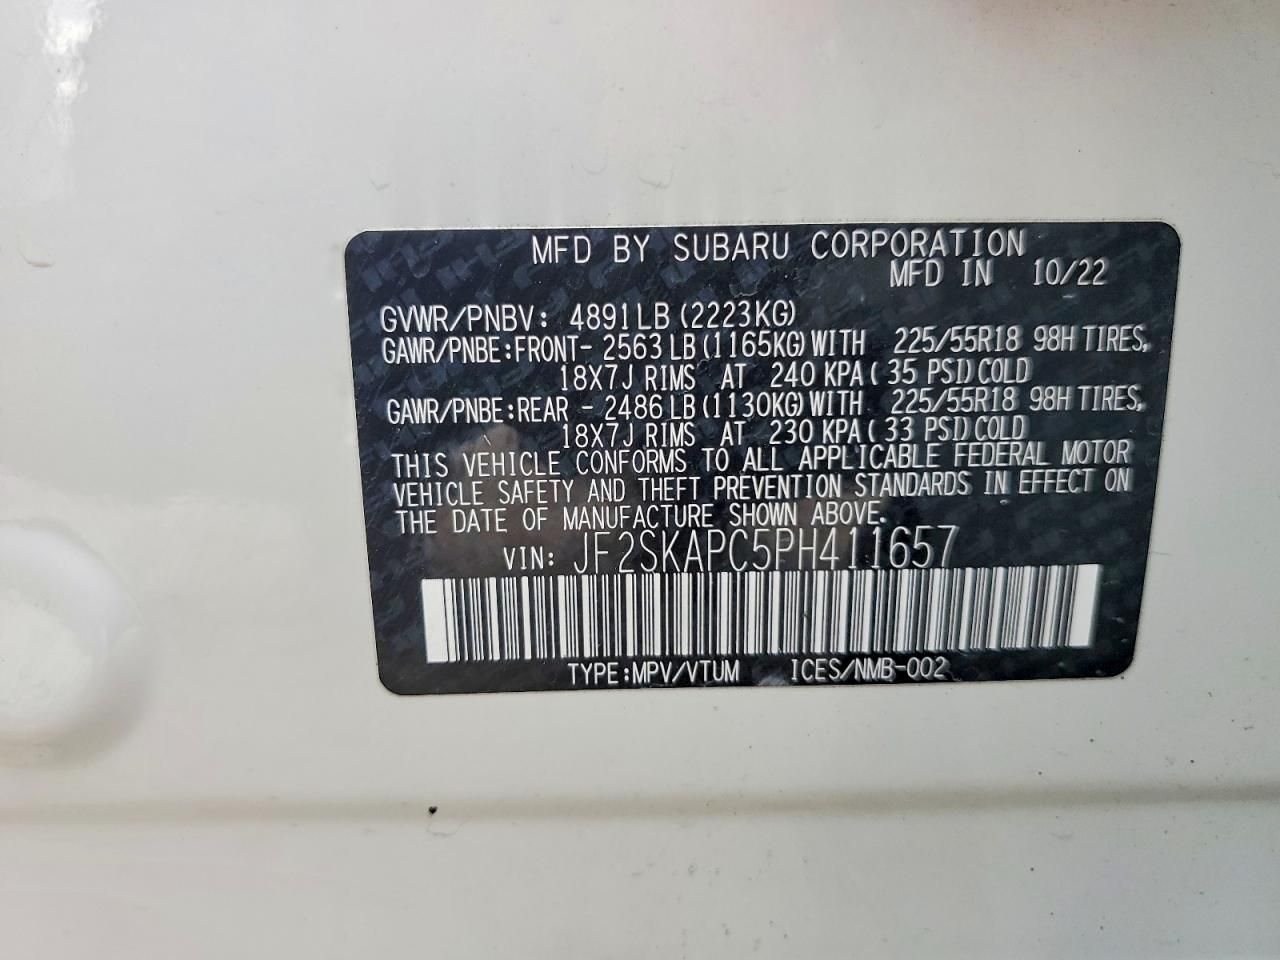 MFD BY SUBARU CORPORATION
MFD IN 10/22
GVWR/PNBV: 4891LB (2223KG)
GAWR/PNBE:FRONT- 2563 LB (1165KG) WITH 225/55R18 98H TIRES,
18X7J RIMS AT 240 KPA ( 35 PSI) COLD
GAWR/PNBE:REAR - 2486 LB (1130KG) WITH 225/55R18 98H TIRES,
18X7J RIMS AT 230 KPA ( 33 PSI) COLD
THIS VEHICLE CONFORMS TO ALL APPLICABLE FEDERAL MOTOR
VEHICLE SAFETY AND THEFT PREVENTION STANDARDS IN EFFECT ON
THE DATE OF MANUFACTURE SHOWN ABOVE.
VIN: JF2SKAPC5PH411657
TYPE:MPV/VTUM ICES/NMB-002